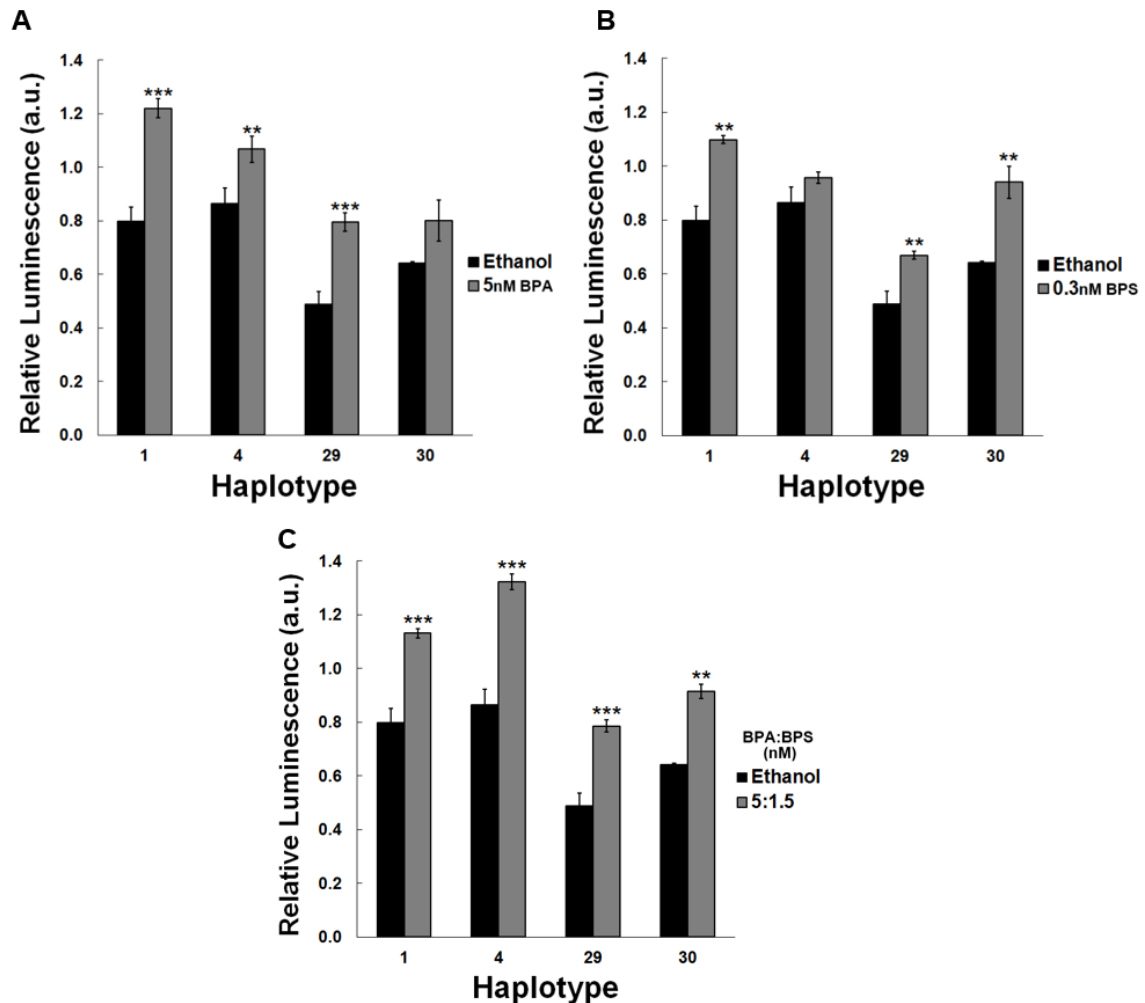 A
Relative Luminescence (a.u.)
1.4
1.2
1.0
0.8
0.6
0.4
0.2
0.0
***
**
***
1 4 29 30
Haplotype
Ethanol
5nM BPA
B
Relative Luminescence (a.u.)
1.4
1.2
1.0
0.8
0.6
0.4
0.2
0.0
**
**
**
1 4 29 30
Haplotype
Ethanol
0.3nM BPS
C
Relative Luminescence (a.u.)
1.4
1.2
1.0
0.8
0.6
0.4
0.2
0.0
***
***
***
**
1 4 29 30
Haplotype
BPA:BPS
(nM)
Ethanol
5:1.5